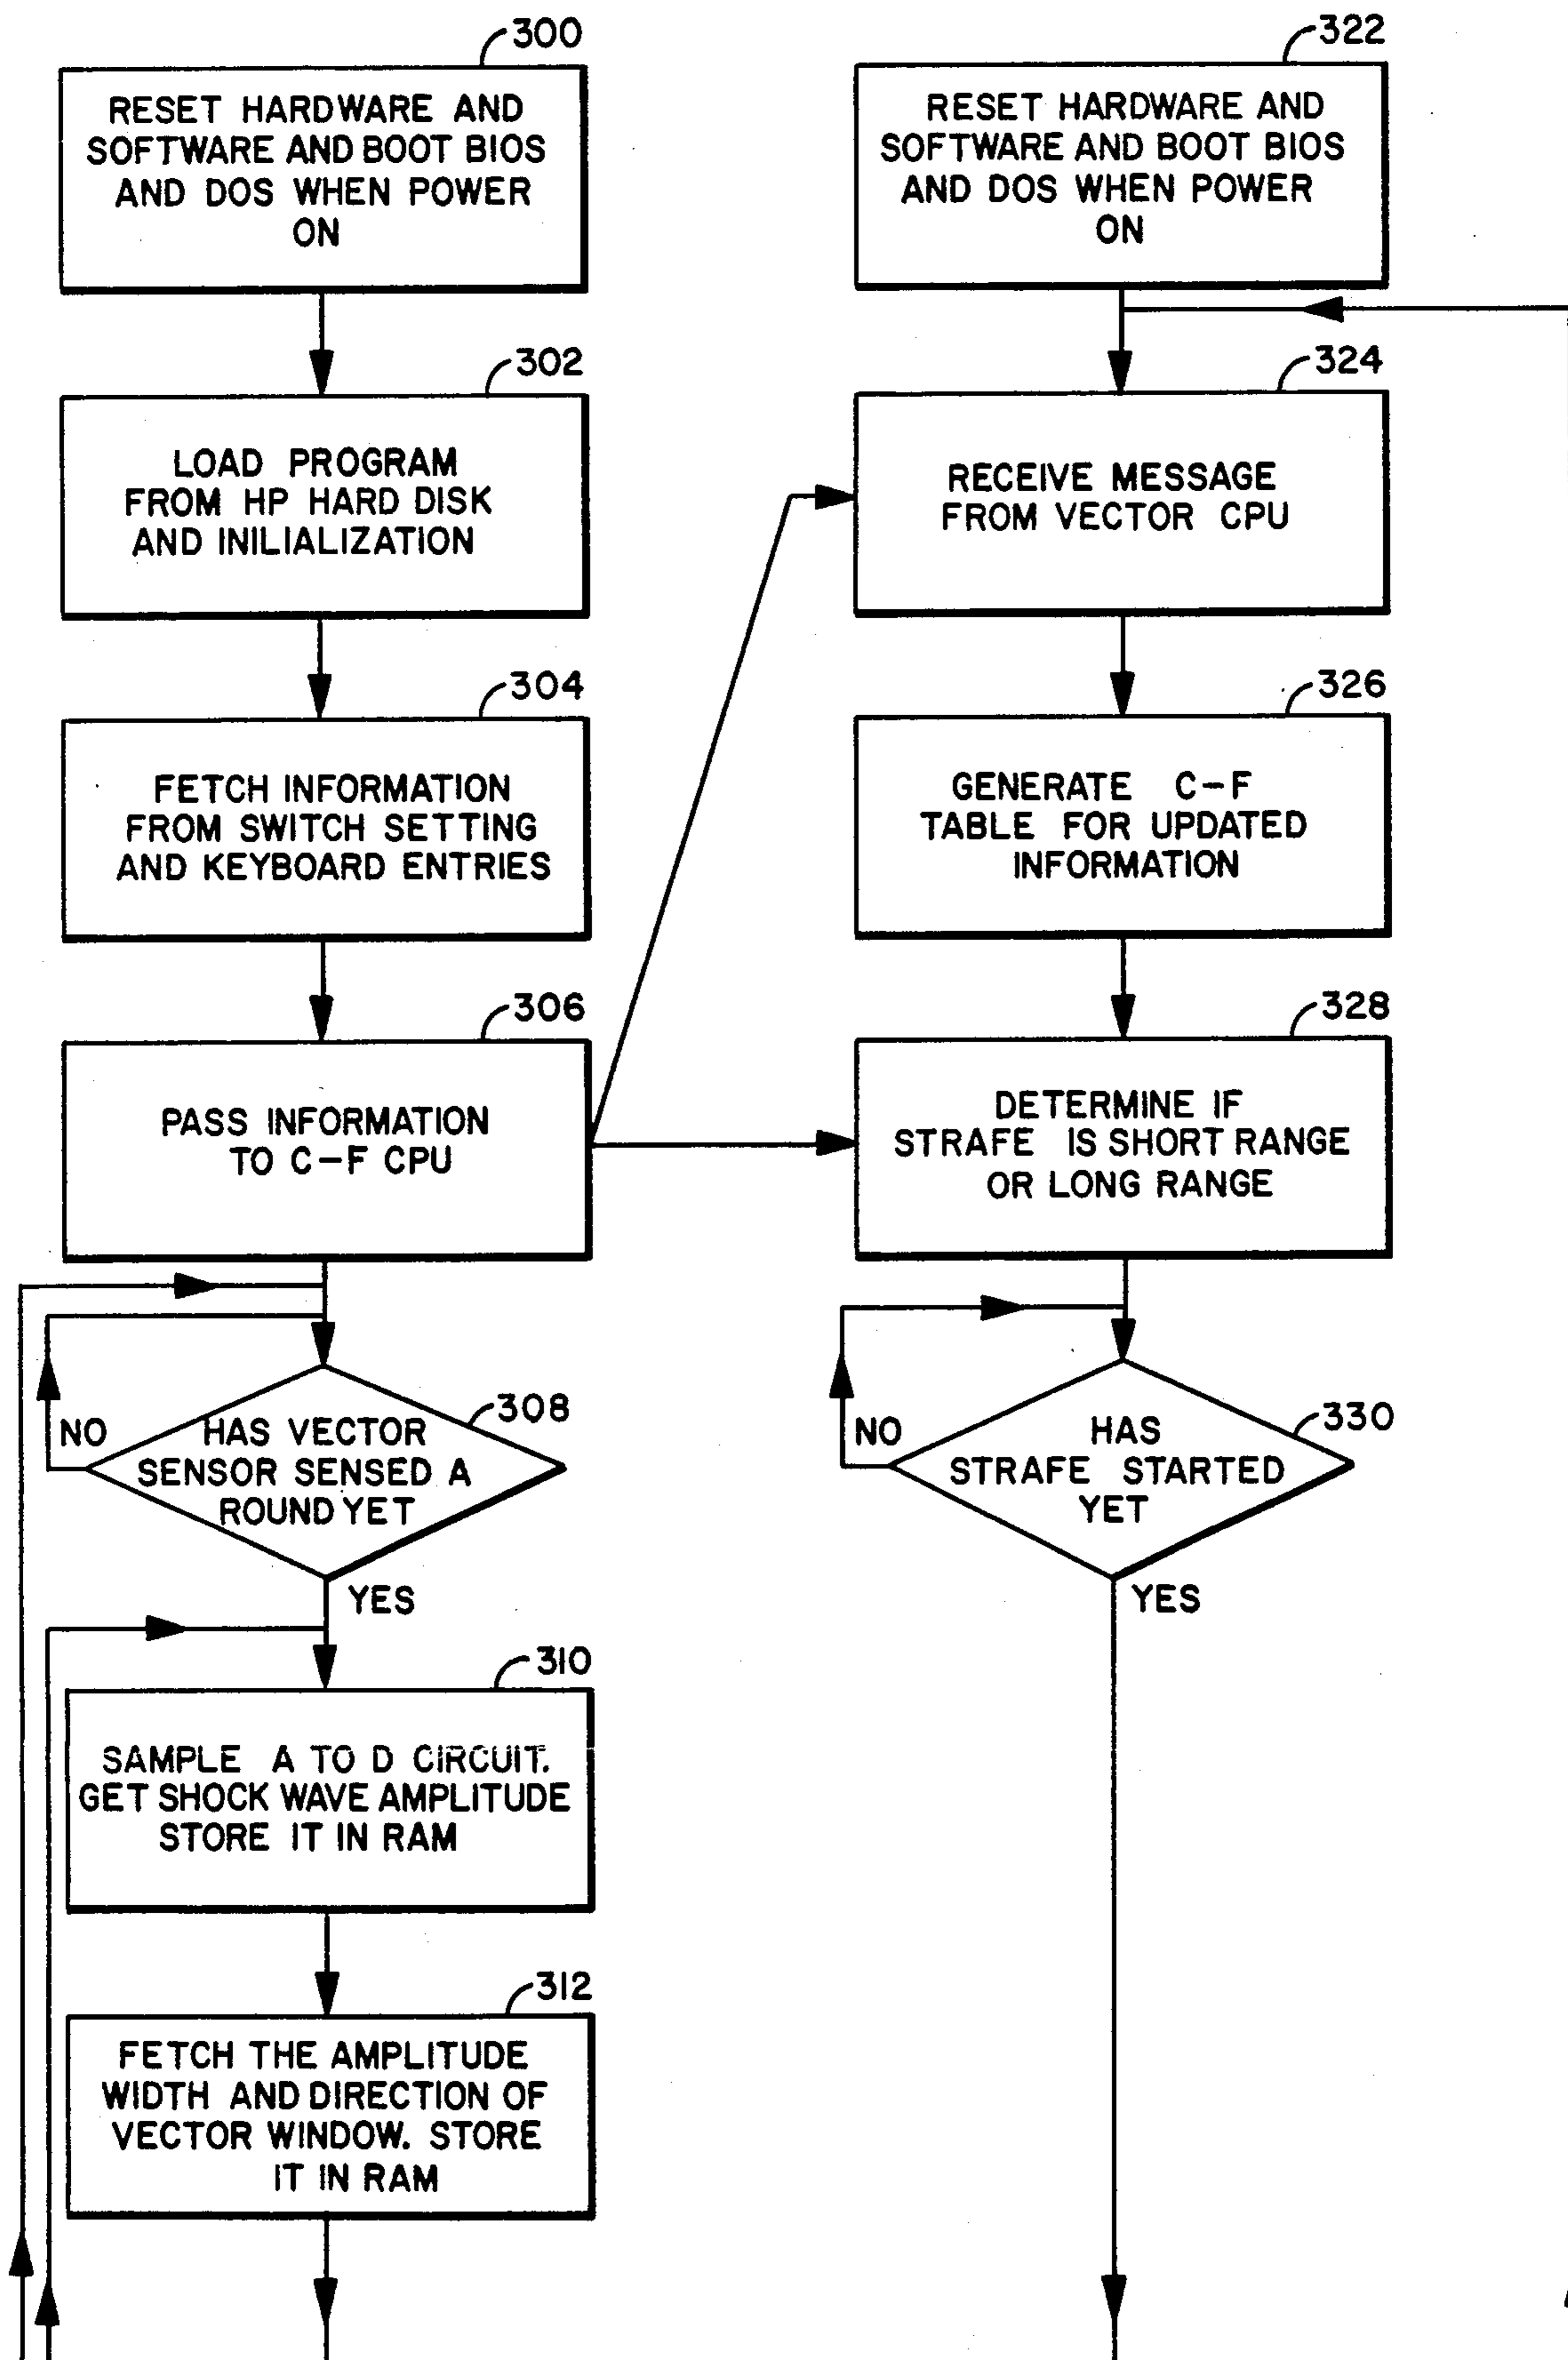 300
RESET HARDWARE AND
SOFTWARE AND BOOT BIOS
AND DOS WHEN POWER
ON
302
LOAD PROGRAM
FROM HP HARD DISK
AND INILIALIZATION
304
FETCH INFORMATION
FROM SWITCH SETTING
AND KEYBOARD ENTRIES
306
PASS INFORMATION
TO C-F CPU
308
NO
HAS VECTOR
SENSOR SENSED A
ROUND YET
YES
310
SAMPLE A TO D CIRCUIT.
GET SHOCK WAVE AMPLITUDE
STORE IT IN RAM
312
FETCH THE AMPLITUDE
WIDTH AND DIRECTION OF
VECTOR WINDOW. STORE
IT IN RAM
322
RESET HARDWARE AND
SOFTWARE AND BOOT BIOS
AND DOS WHEN POWER
ON
324
RECEIVE MESSAGE
FROM VECTOR CPU
326
GENERATE C-F
TABLE FOR UPDATED
INFORMATION
328
DETERMINE IF
STRAFE IS SHORT RANGE
OR LONG RANGE
330
NO
HAS
STRAFE STARTED
YET
YES